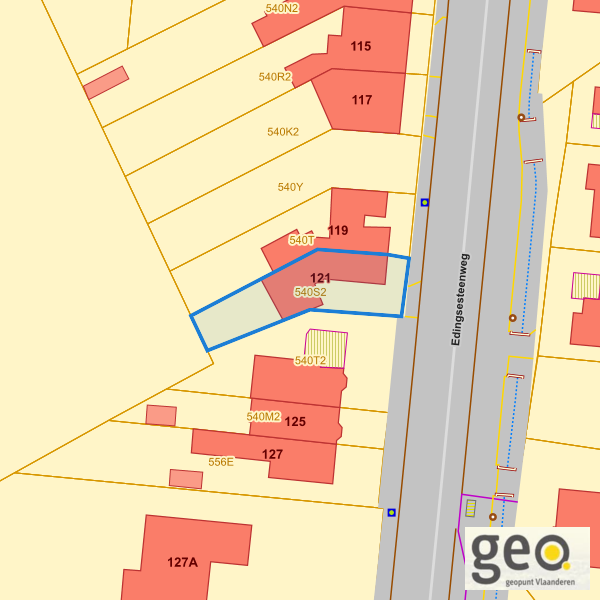 540N2
115
540R2
117
540K2
540Y
119
540T
121
540S2
Edingsesteenweg
540T2
540M2
125
127
556E
127A
geo.
geopunt Vlaanderen